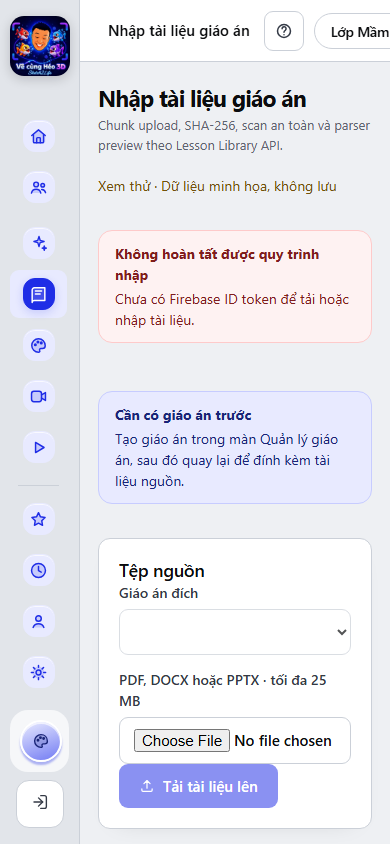 Nhập tài liệu giáo án
Lớp Mầm
Vẽ cùng Héo 3D
Nhập tài liệu giáo án
Chunk upload, SHA-256, scan an toàn và parser
preview theo Lesson Library API.
Xem thử · Dữ liệu minh họa, không lưu
Không hoàn tất được quy trình
nhập
Chưa có Firebase ID token để tải hoặc
nhập tài liệu.
Cần có giáo án trước
Tạo giáo án trong màn Quản lý giáo
án, sau đó quay lại để đính kèm tài
liệu nguồn.
Tệp nguồn
Giáo án đích
PDF, DOCX hoặc PPTX · tối đa 25
MB
Choose File No file chosen
Tải tài liệu lên